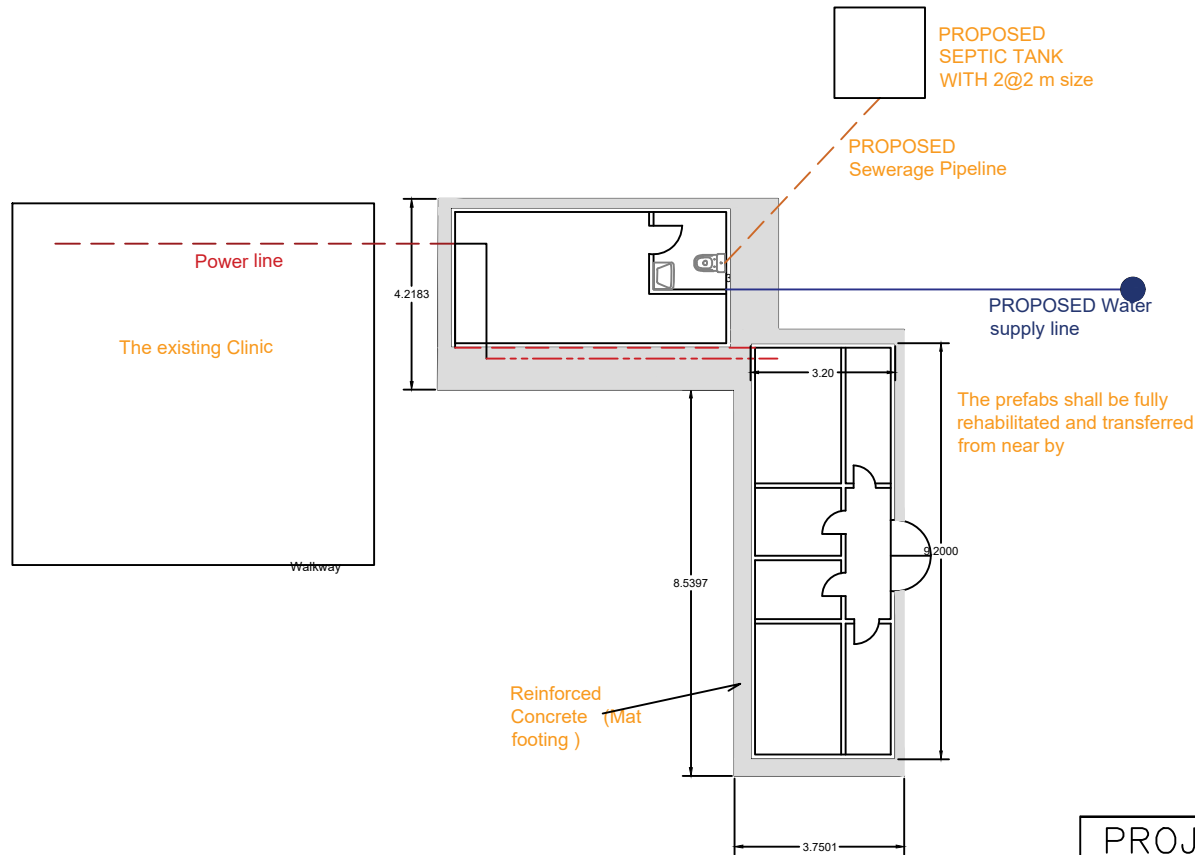 PROPOSED
SEPTIC TANK
WITH 2@2 m size
PROPOSED
Sewerage Pipeline
Power line
4.2183
PROPOSED Water
supply line
The existing Clinic
3.20
The prefabs shall be fully
rehabilitated and transferred
from near by
9.2000
Walkway
8.5397
Reinforced
Concrete (Mat
footing )
3.7501
PROJ